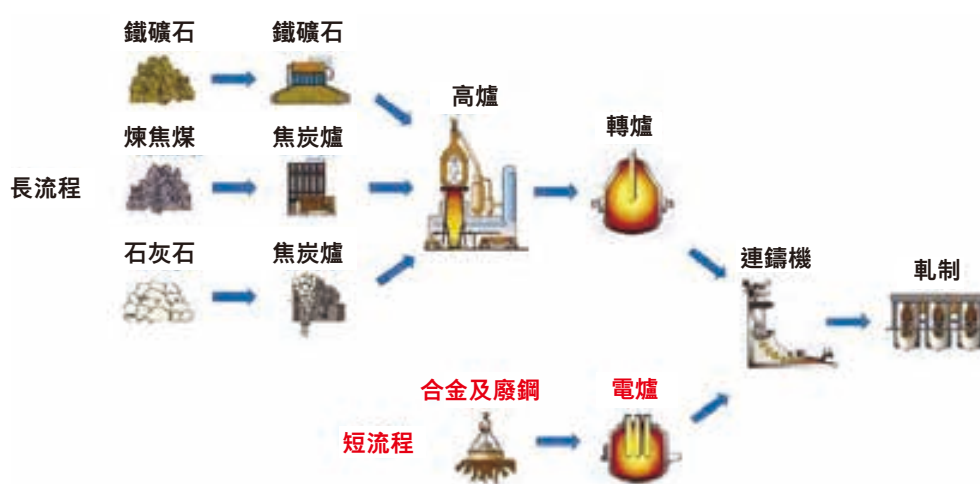 鐵礦石
鐵礦石
高爐
轉爐
煉焦煤
焦炭爐
長流程
石灰石
焦炭爐
連鑄機
軋制
合金及廢鋼
電爐
短流程